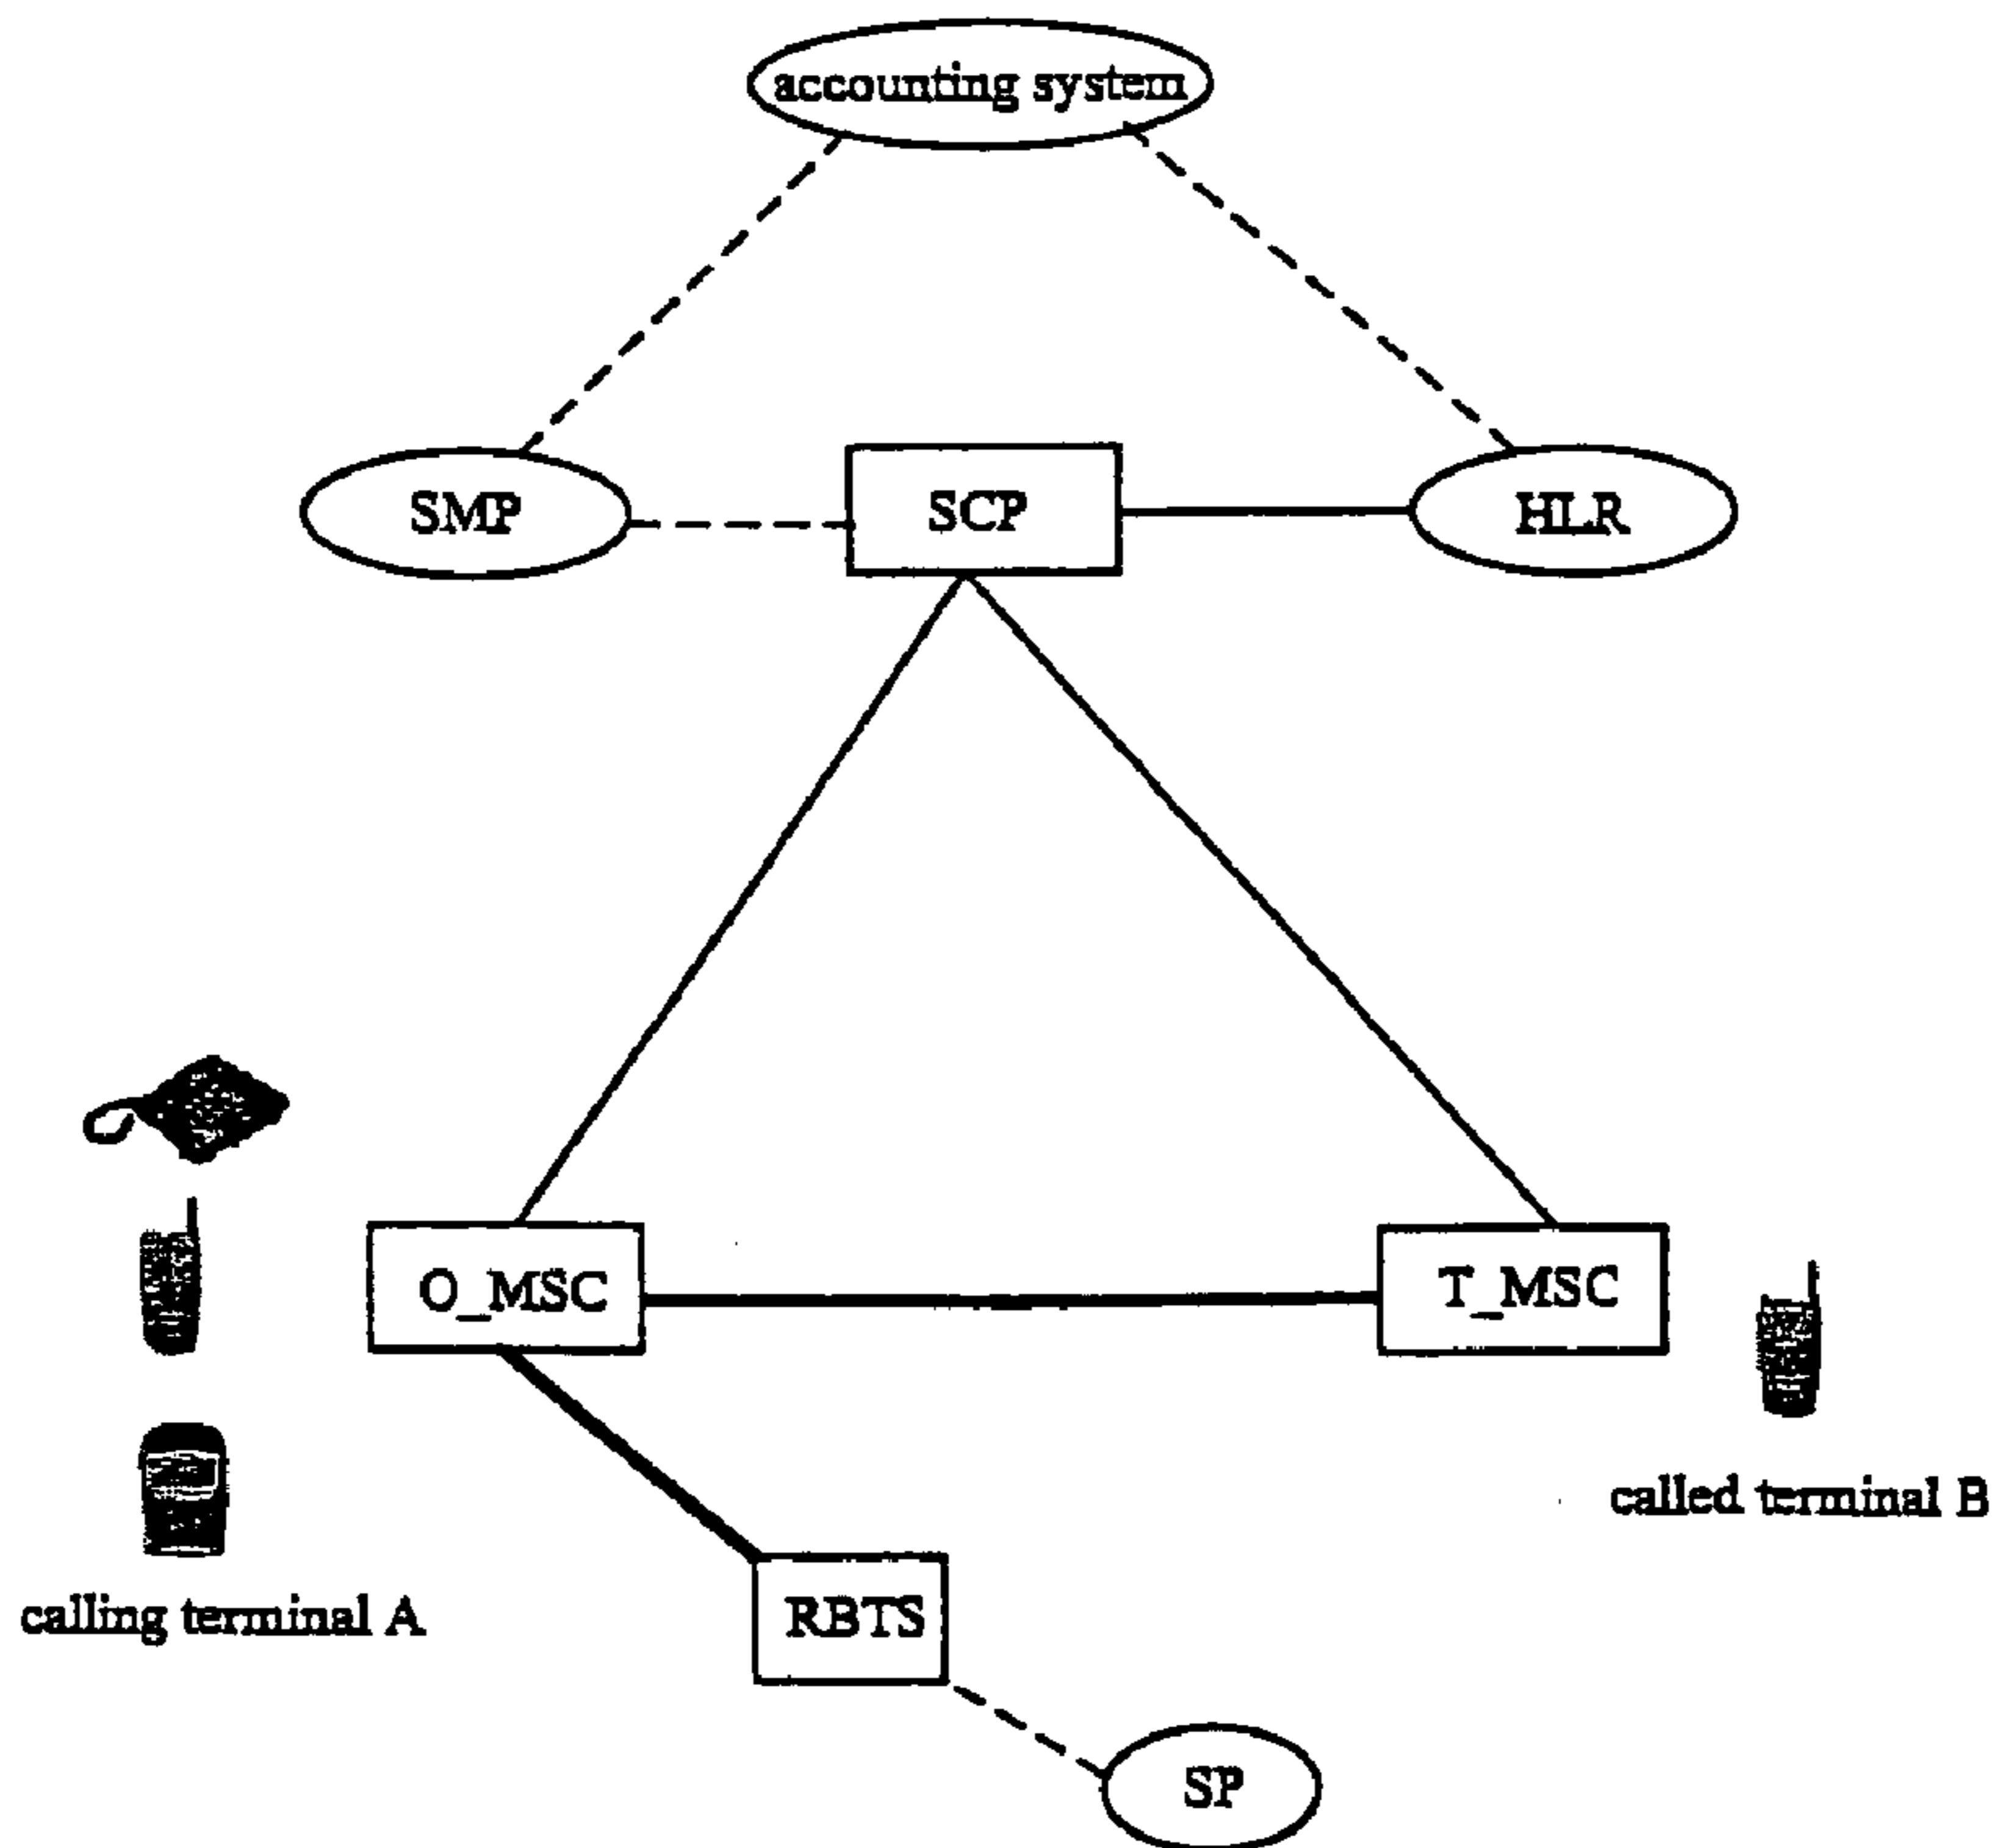 accounting system
SMP
SCP
HLR
O_MSC
T_MSC
called terminal B
RBTS
calling terminal A
SP